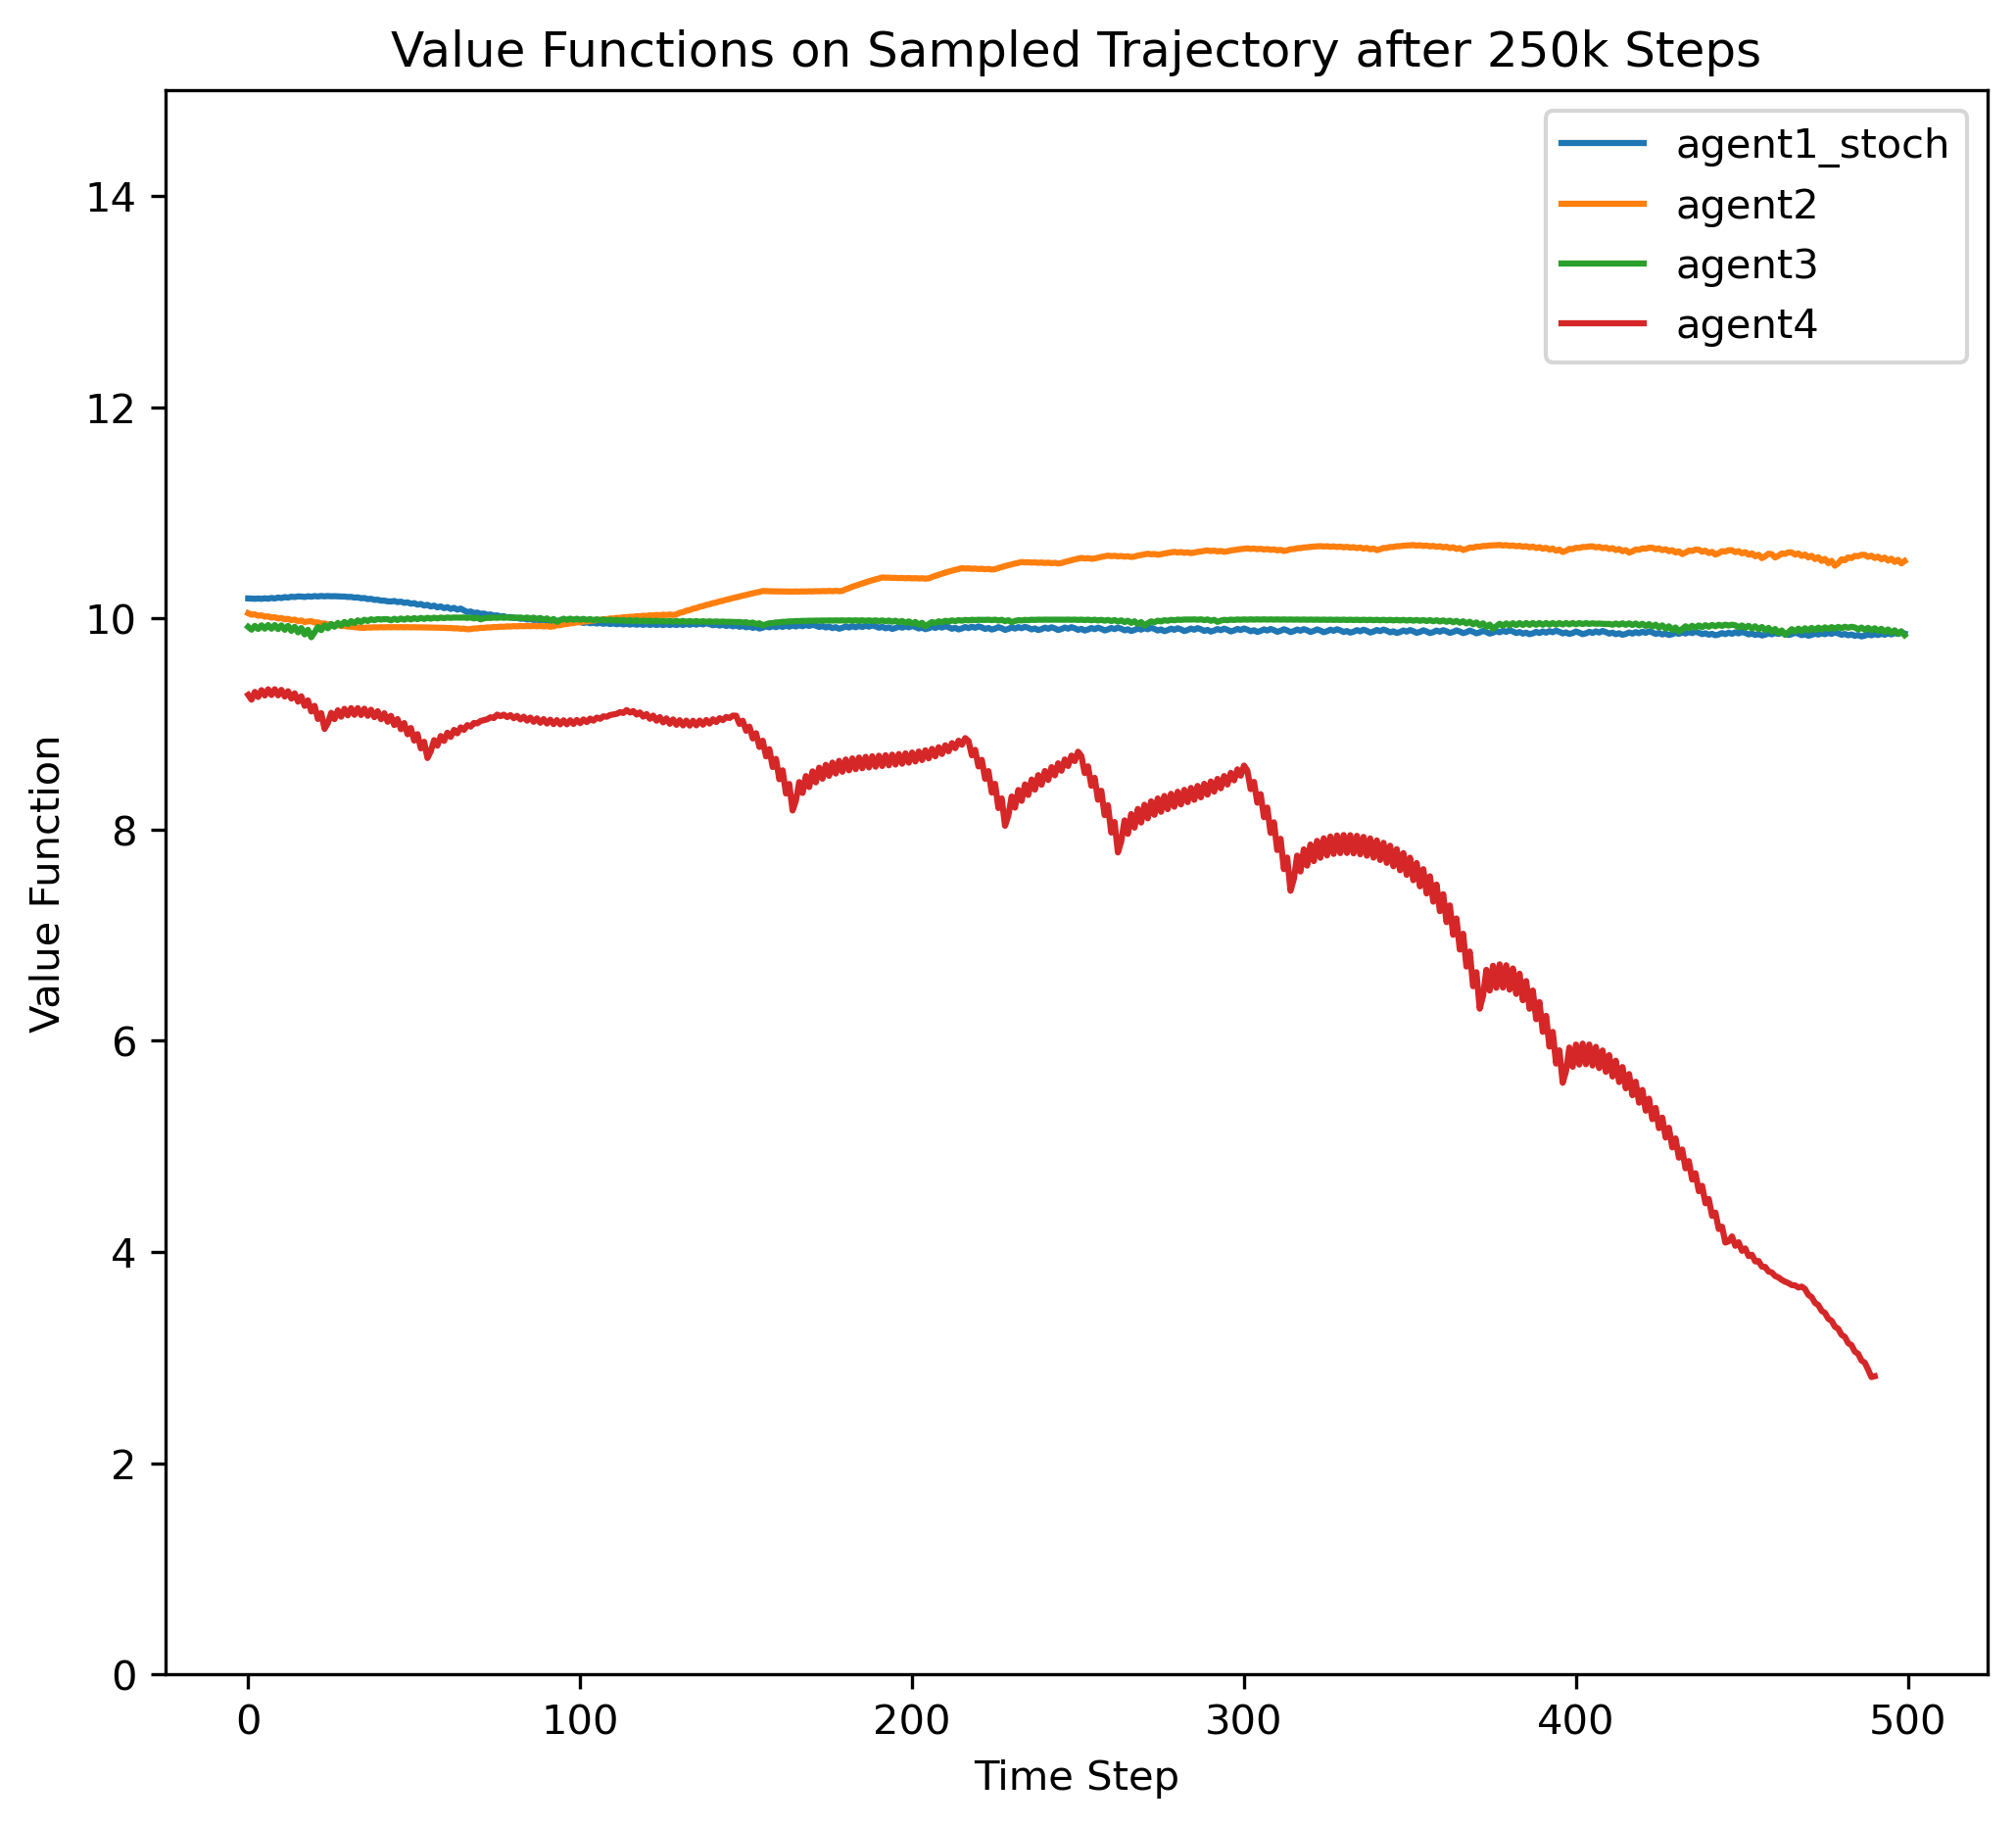 Value Functions on Sampled Trajectory after 250k Steps
agent1_stoch
agent2
agent3
agent4
14
12
10
8
6
4
2
0
Value Function
0 100 200 300 400 500
Time Step